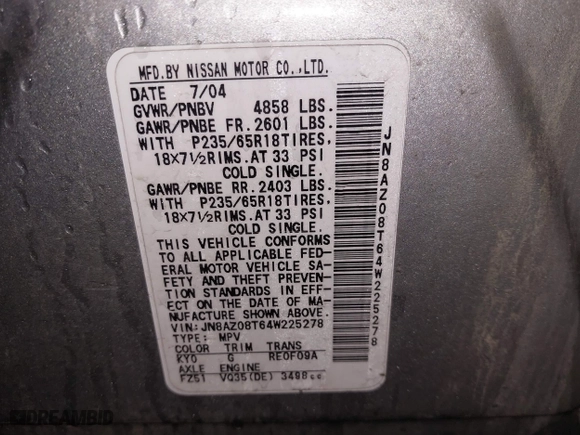 MFD.BY NISSAN MOTOR CO.,LTD.
DATE 7/04
GVWR/PNBV 4858 LBS.
GAWR/PNBE FR.2601 LBS.
WITH P235/65R18TIRES,
18X7½RIMS.AT 33 PSI
COLD SINGLE.
GAWR/PNBE RR.2403 LBS.
WITH P235/65R18TIRES,
18X7½RIMS.AT 33 PSI
COLD SINGLE.
THIS VEHICLE CONFORMS
TO ALL APPLICABLE FED-
ERAL MOTOR VEHICLE SA-
FETY AND THEFT PREVEN-
TION STANDARDS IN EFF-
ECT ON THE DATE OF MA-
NUFACTURE SHOWN ABOVE.
VIN:JN8AZ08T64W225278
TYPE: MPV
COLOR TRIM TRANS
KY0 G RE0F09A
AXLE ENGINE
FZ51 VQ35(DE) 3498cc
JN8AZ08T64W225278
DREAMBID